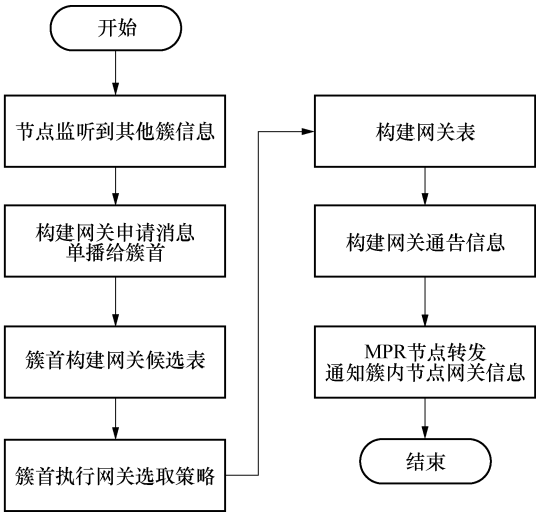 开始
节点监听到其他簇信息
构建网关申请消息
单播给簇首
簇首构建网关候选表
簇首执行网关选取策略
构建网关表
构建网关通告信息
MPR节点转发
通知簇内节点网关信息
结束